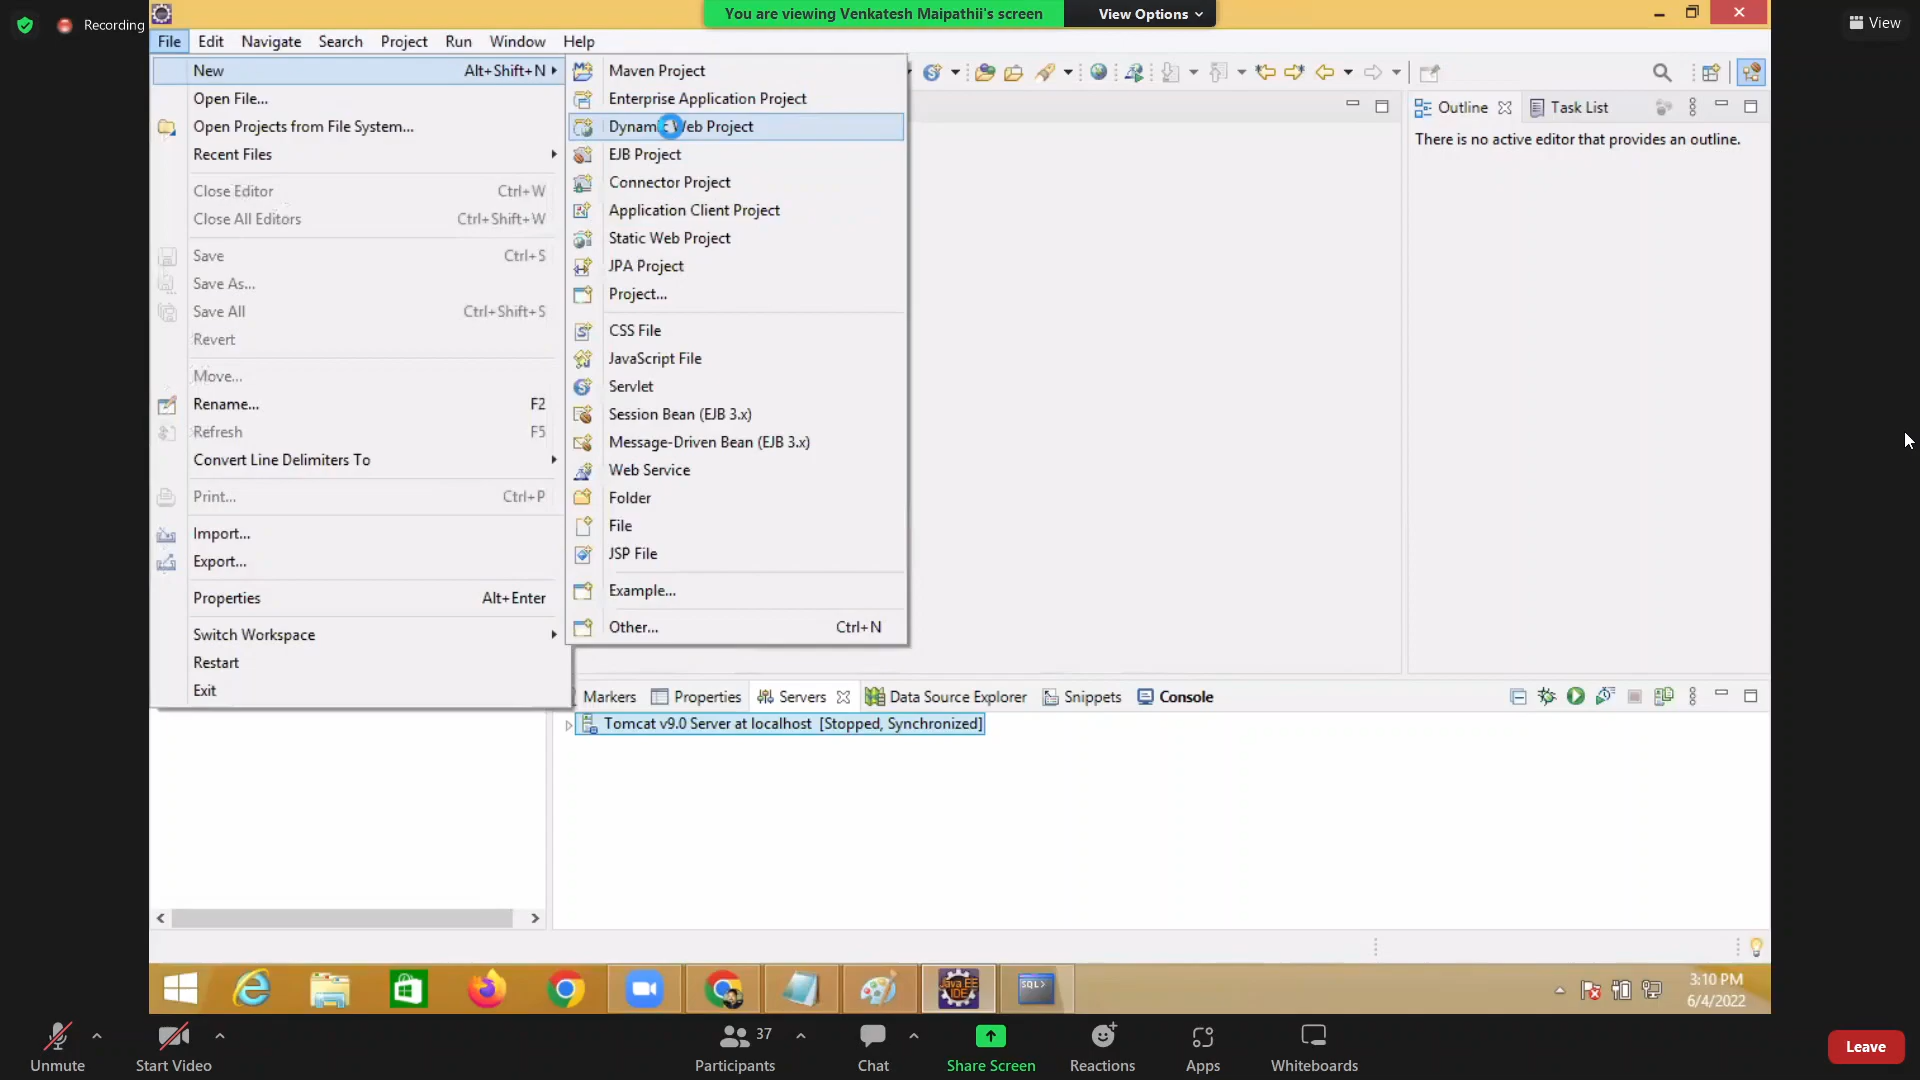 Recording
You are viewing Venkatesh Maipathii's screen
View Options
View
File Edit Navigate Search Project Run Window Help
New Alt+Shift+N
Open File...
Open Projects from File System...
Recent Files
Close Editor Ctrl+W
Close All Editors Ctrl+Shift+W
Save Ctrl+S
Save As...
Save All Ctrl+Shift+S
Revert
Move...
Rename... F2
Refresh F5
Convert Line Delimiters To
Print... Ctrl+P
Import...
Export...
Properties Alt+Enter
Switch Workspace
Restart
Exit
Maven Project
Enterprise Application Project
Dynamic Web Project
EJB Project
Connector Project
Application Client Project
Static Web Project
JPA Project
Project...
CSS File
JavaScript File
Servlet
Session Bean (EJB 3.x)
Message-Driven Bean (EJB 3.x)
Web Service
Folder
File
JSP File
Example...
Other... Ctrl+N
Outline Task List
There is no active editor that provides an outline.
Markers Properties Servers Data Source Explorer Snippets Console
Tomcat v9.0 Server at localhost [Stopped, Synchronized]
Java EE
IDE
SQL>
3:10 PM
6/4/2022
Unmute
Start Video
37
Participants
Chat
Share Screen
Reactions
Apps
Whiteboards
Leave